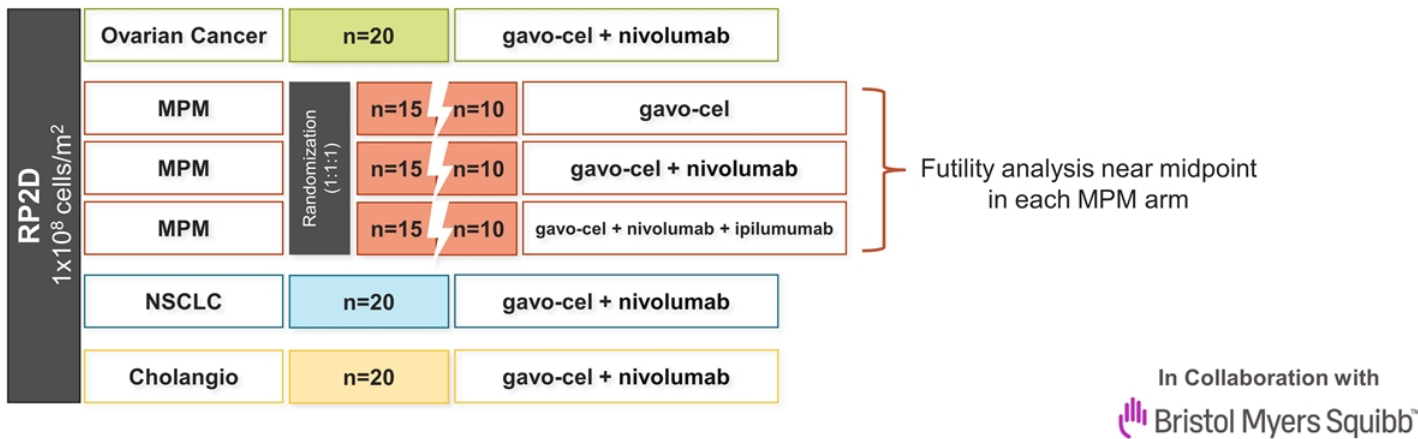 RP2D
1x10⁸ cells/m²
Ovarian Cancer n=20 gavo-cel + nivolumab
Randomization
(1:1:1)
MPM n=15 n=10 gavo-cel
MPM n=15 n=10 gavo-cel + nivolumab
MPM n=15 n=10 gavo-cel + nivolumab + ipilumumab
Futility analysis near midpoint
in each MPM arm
NSCLC n=20 gavo-cel + nivolumab
Cholangio n=20 gavo-cel + nivolumab
In Collaboration with
Bristol Myers Squibb™